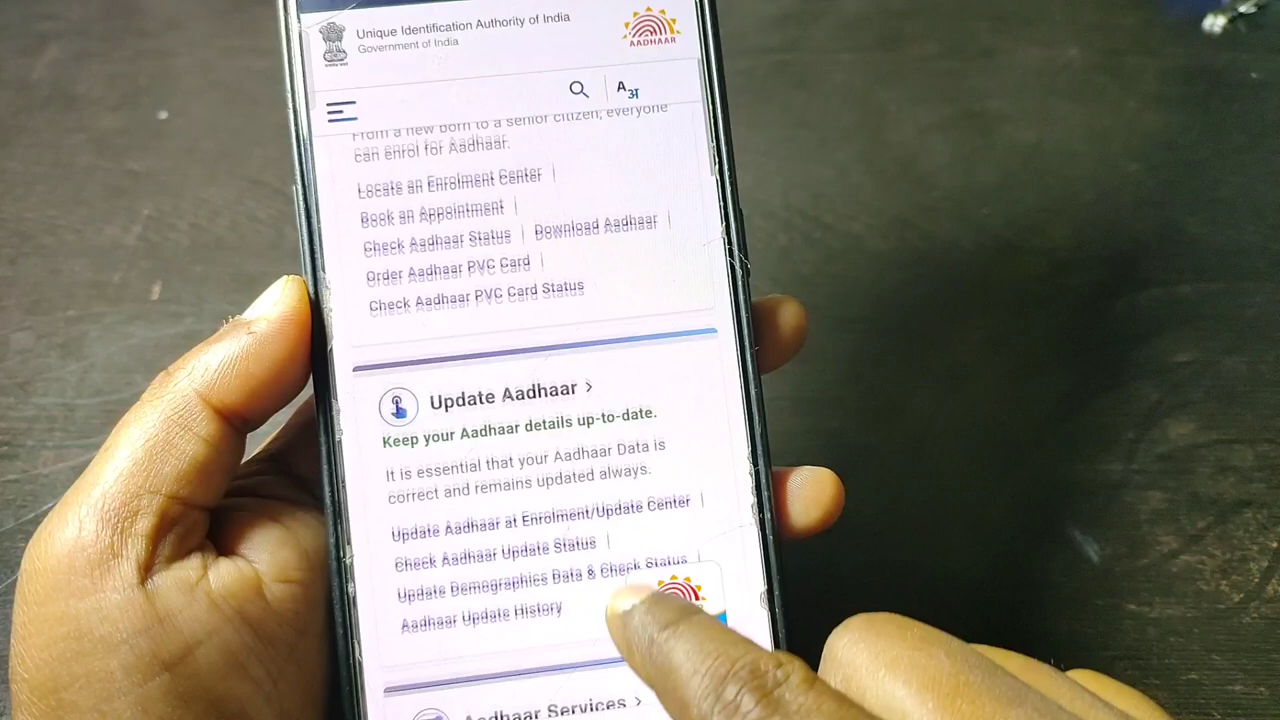 Unique Identification Authority of India
Government of India
AADHAAR
A अ
From a new born to a senior citizen, everyone
can enrol for Aadhaar.
Locate an Enrolment Center |
Book an Appointment |
Check Aadhaar Status | Download Aadhaar |
Order Aadhaar PVC Card |
Check Aadhaar PVC Card Status
Update Aadhaar >
Keep your Aadhaar details up-to-date.
It is essential that your Aadhaar Data is
correct and remains updated always.
Update Aadhaar at Enrolment/Update Center |
Check Aadhaar Update Status |
Update Demographics Data & Check Status |
Aadhaar Update History
Aadhaar Services >